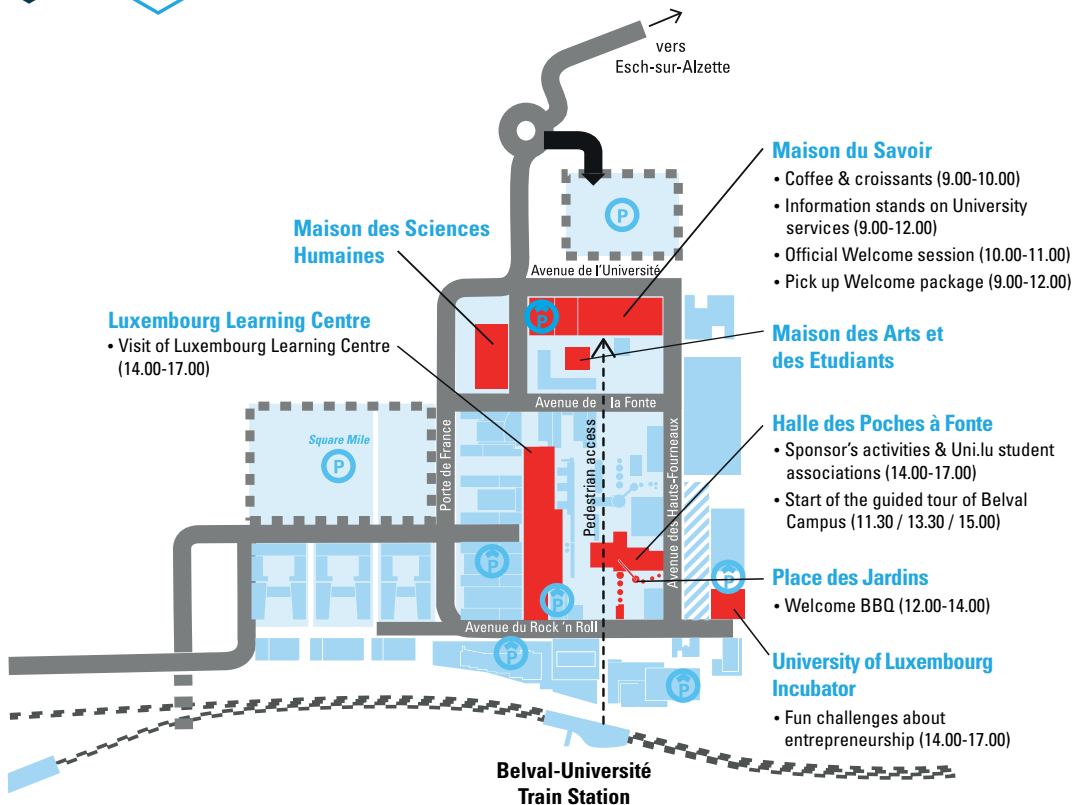 vers
Esch-sur-Alzette
Maison du Savoir
• Coffee & croissants (9.00-10.00)
• Information stands on University
services (9.00-12.00)
• Official Welcome session (10.00-11.00)
• Pick up Welcome package (9.00-12.00)
P
Maison des Sciences
Humaines
Avenue de l'Université
P
Luxembourg Learning Centre
• Visit of Luxembourg Learning Centre
(14.00-17.00)
Maison des Arts et
des Etudiants
Avenue de la Fonte
Square Mile
P
Porte de France
Pedestrian access
Avenue des Hauts-Fourneaux
Halle des Poches à Fonte
• Sponsor's activities & Uni.lu student
associations (14.00-17.00)
• Start of the guided tour of Belval
Campus (11.30 / 13.30 / 15.00)
P
P
P
Place des Jardins
• Welcome BBQ (12.00-14.00)
Avenue du Rock 'n Roll
P
P
University of Luxembourg
Incubator
• Fun challenges about
entrepreneurship (14.00-17.00)
Belval-Université
Train Station